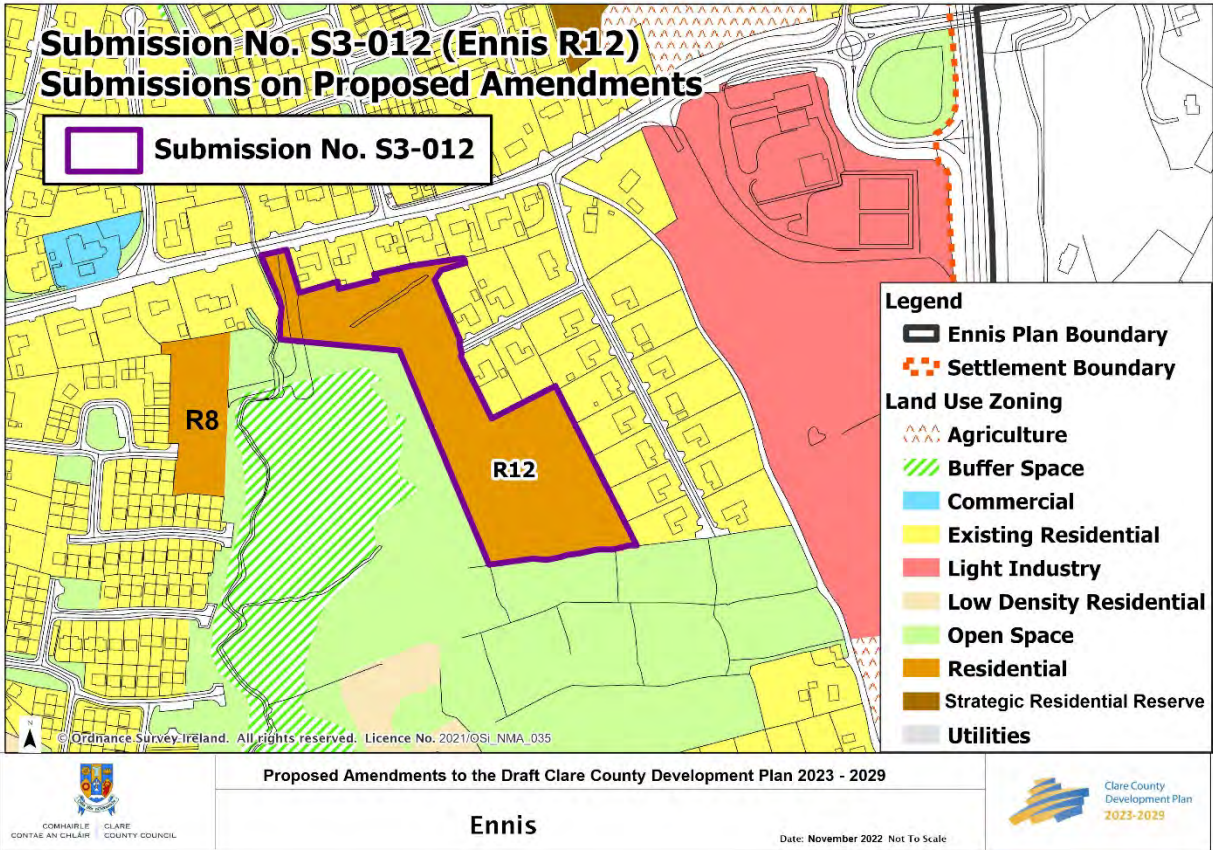 Submission No. S3-012 (Ennis R12)
Submissions on Proposed Amendments
Submission No. S3-012
R8
R12
Legend
Ennis Plan Boundary
Settlement Boundary
Land Use Zoning
Agriculture
Buffer Space
Commercial
Existing Residential
Light Industry
Low Density Residential
Open Space
Residential
Strategic Residential Reserve
Utilities
N
© Ordnance Survey Ireland. All rights reserved. Licence No. 2021/OSi_NMA_035
Proposed Amendments to the Draft Clare County Development Plan 2023 - 2029
Ennis
Date: November 2022 Not To Scale
COMHAIRLE CONTAE AN CHLÁIR
CLARE COUNTY COUNCIL
Clare County
Development Plan
2023-2029